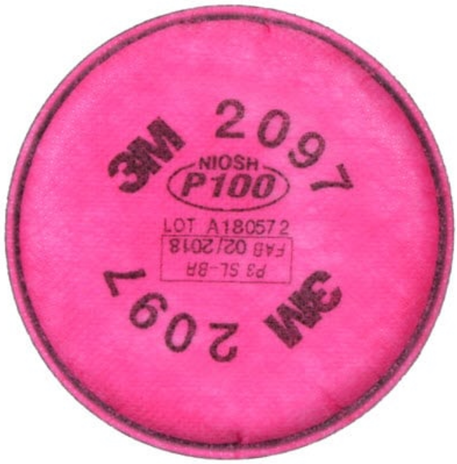 3M 2097
NIOSH
P100
LOT A180572
P3 SL-BR
FAB 02/2018
3M 2097